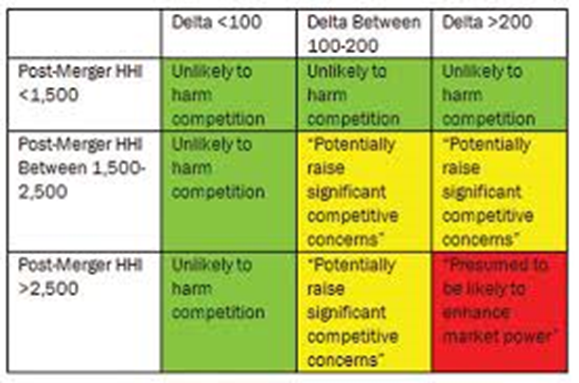 Delta <100
Delta Between
100-200
Delta >200
Post-Merger HHI
<1,500
Unlikely to
harm
competition
Unlikely to
harm
competition
Unlikely to
harm
competition
Post-Merger HHI
Between 1,500-
2,500
Unlikely to
harm
competition
“Potentially
raise
significant
competitive
concerns”
“Potentially
raise
significant
competitive
concerns”
Post-Merger HHI
>2,500
Unlikely to
harm
competition
“Potentially
raise
significant
competitive
concerns”
“Presumed to
be likely to
enhance
market power”